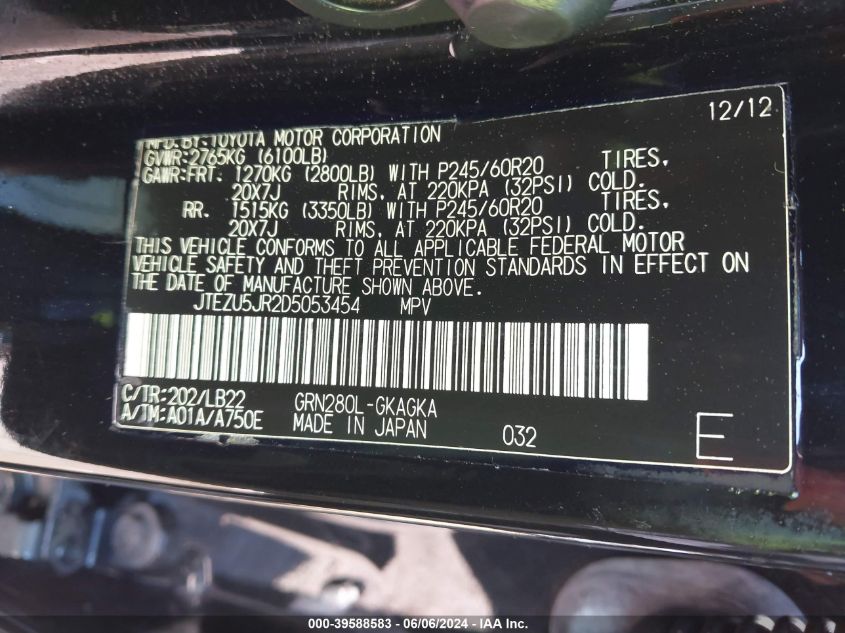 12/12
MFD. BY: TOYOTA MOTOR CORPORATION
GVWR: 2765KG (6100LB)
GAWR: FRT. 1270KG (2800LB) WITH P245/60R20 TIRES,
20X7J RIMS, AT 220KPA (32PSI) COLD.
RR. 1515KG (3350LB) WITH P245/60R20 TIRES,
20X7J RIMS, AT 220KPA (32PSI) COLD.
THIS VEHICLE CONFORMS TO ALL APPLICABLE FEDERAL MOTOR
VEHICLE SAFETY AND THEFT PREVENTION STANDARDS IN EFFECT ON
THE DATE OF MANUFACTURE SHOWN ABOVE.
JTEZU5JR2D5053454 MPV
C/TR: 202/LB22 GRN280L-GKAGKA
A/TM: A01A/A750E MADE IN JAPAN 032 E
000-39588583 - 06/06/2024 - IAA Inc.